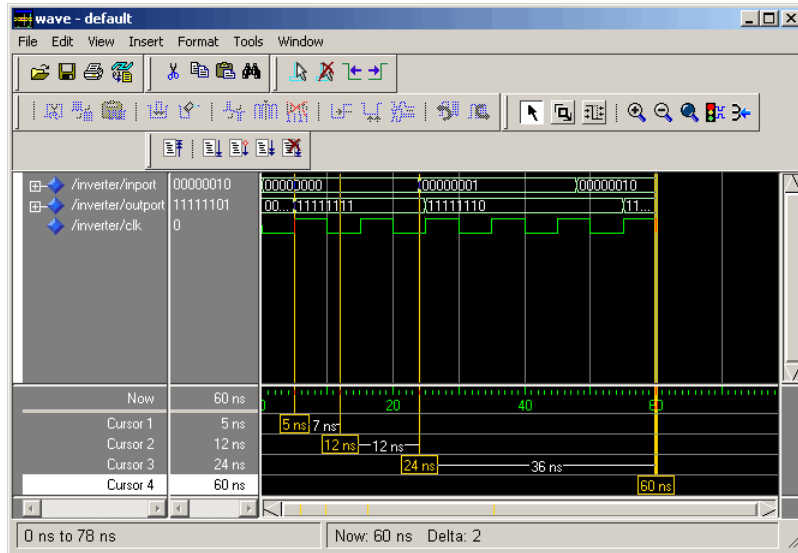 wave - default
File Edit View Insert Format Tools Window
/inverter/inport 00000010 00000000 00000001 00000010
/inverter/outport 11111101 00... 11111111 11111110 11...
/inverter/clk 0
Now 60 ns 0 20 40 60
Cursor 1 5 ns 5 ns 7 ns
Cursor 2 12 ns 12 ns 12 ns
Cursor 3 24 ns 24 ns 36 ns
Cursor 4 60 ns 60 ns
0 ns to 78 ns Now: 60 ns Delta: 2